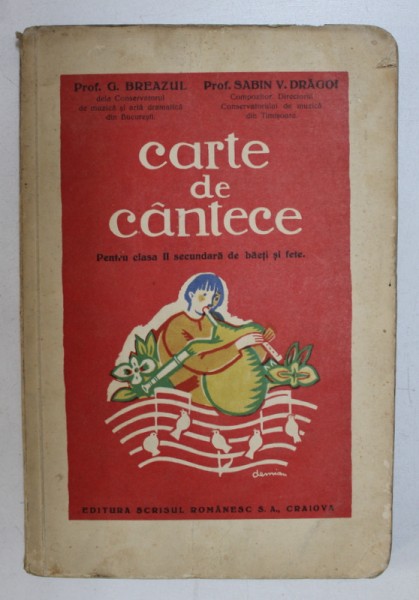 Prof. G. BREAZUL
dela Conservatorul
de muzică și artă dramatică
din București.
Prof. SABIN V. DRĂGOI
Compozitor, Directorul
Conservatorului de muzică
din Timișoara.
carte
de
cântece
Pentru clasa II secundară de băeți și fete.
demian
EDITURA SCRISUL ROMÂNESC S. A., CRAIOVA